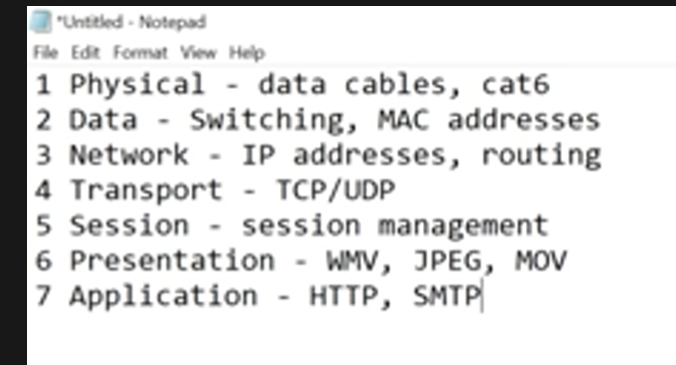 *Untitled - Notepad
File Edit Format View Help
1 Physical - data cables, cat6
2 Data - Switching, MAC addresses
3 Network - IP addresses, routing
4 Transport - TCP/UDP
5 Session - session management
6 Presentation - WMV, JPEG, MOV
7 Application - HTTP, SMTP